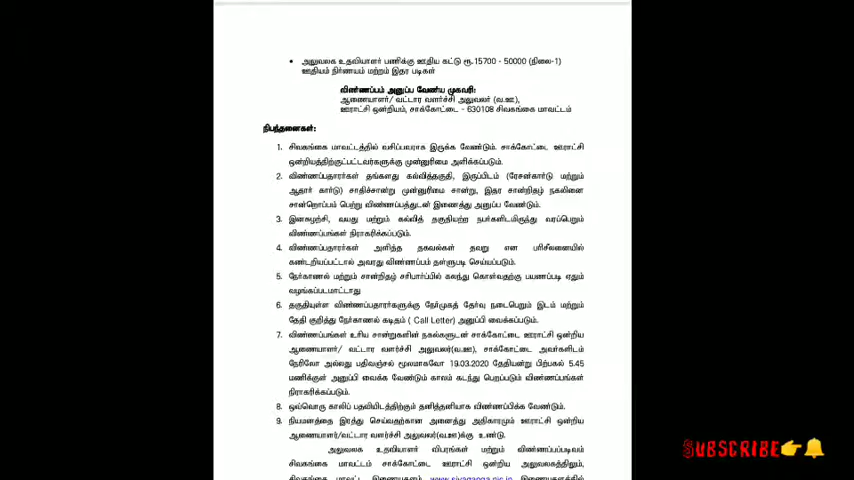 • அலுவலக உதவியாளர் பணிக்கு ஊதிய கட்டு ரூ.15700 - 50000 (நிலை-1)
ஊதியம் நிர்ணயம் மற்றம் இதர படிகள்
விண்ணப்பம் அனுப்ப வேண்ய முகவரி:
ஆணையாளர்/ வட்டார வளர்ச்சி அலுவலர் (வ.ஊ),
ஊராட்சி ஒன்றியம், சாக்கோட்டை - 630108 சிவகங்கை மாவட்டம்
நிபந்தனைகள்:
1. சிவகங்கை மாவட்டத்தில் வசிப்பவராக இருக்க வேண்டும். சாக்கோட்டை ஊராட்சி
ஒன்றியத்திற்குட்பட்டவர்களுக்கு முன்னுரிமை அளிக்கப்படும்.
2. விண்ணப்பதாரர்கள் தங்களது கல்வித்தகுதி, இருப்பிடம் (ரேசன்கார்டு மற்றும்
ஆதார் கார்டு) சாதிச்சான்று முன்னுரிமை சான்று, இதர சான்றிதழ் நகலினை
சான்றொப்பம் பெற்று விண்ணப்பத்துடன் இணைத்து அனுப்ப வேண்டும்.
3. இனசுழற்சி, வயது மற்றும் கல்வித் தகுதியற்ற நபர்களிடமிருந்து வரப்பெறும்
விண்ணப்பங்கள் நிராகரிக்கப்படும்.
4. விண்ணப்பதாரர்கள் அளித்த தகவல்கள் தவறு என பரிசீலனையில்
கண்டறியப்பட்டால் அவரது விண்ணப்பம் தள்ளுபடி செய்யப்படும்.
5. நேர்காணல் மற்றும் சான்றிதழ் சரிபார்ப்பில் கலந்து கொள்வதற்கு பயணப்படி ஏதும்
வழங்கப்படமாட்டாது
6. தகுதியுள்ள விண்ணப்பதாரர்களுக்கு நேர்முகத் தேர்வு நடைபெறும் இடம் மற்றும்
தேதி குறித்து நேர்காணல் கடிதம் ( Call Letter) அனுப்பி வைக்கப்படும்.
7. விண்ணப்பங்கள் உரிய சான்றுகளின் நகல்களுடன் சாக்கோட்டை ஊராட்சி ஒன்றிய
ஆணையாளர்/ வட்டார வளர்ச்சி அலுவலர்(வ.ஊ), சாக்கோட்டை அவர்களிடம்
நேரிலோ அல்லது பதிவஞ்சல் மூலமாகவோ 19.03.2020 தேதியன்று பிற்பகல் 5.45
மணிக்குள் அனுப்பி வைக்க வேண்டும் காலம் கடந்து பெறப்படும் விண்ணப்பங்கள்
நிராகரிக்கப்படும்.
8. ஒவ்வொரு காலிப் பதவியிடத்திற்கும் தனித்தனியாக விண்ணப்பிக்க வேண்டும்.
9. நியமனத்தை இரத்து செய்வதற்கான அனைத்து அதிகாரமும் ஊராட்சி ஒன்றிய
ஆணையாளர்/வட்டார வளர்ச்சி அலுவலர்(வ.ஊ)க்கு உண்டு.
அலுவலக உதவியாளர் விபரங்கள் மற்றும் விண்ணப்பப்படிவம்
சிவகங்கை மாவட்டம் சாக்கோட்டை ஊராட்சி ஒன்றிய அலுவலகத்திலும்,
சிவகங்கை மாவட்ட இணையதளம் www.sivaganga.nic.in இணையதளத்தில்
SUBSCRIBE